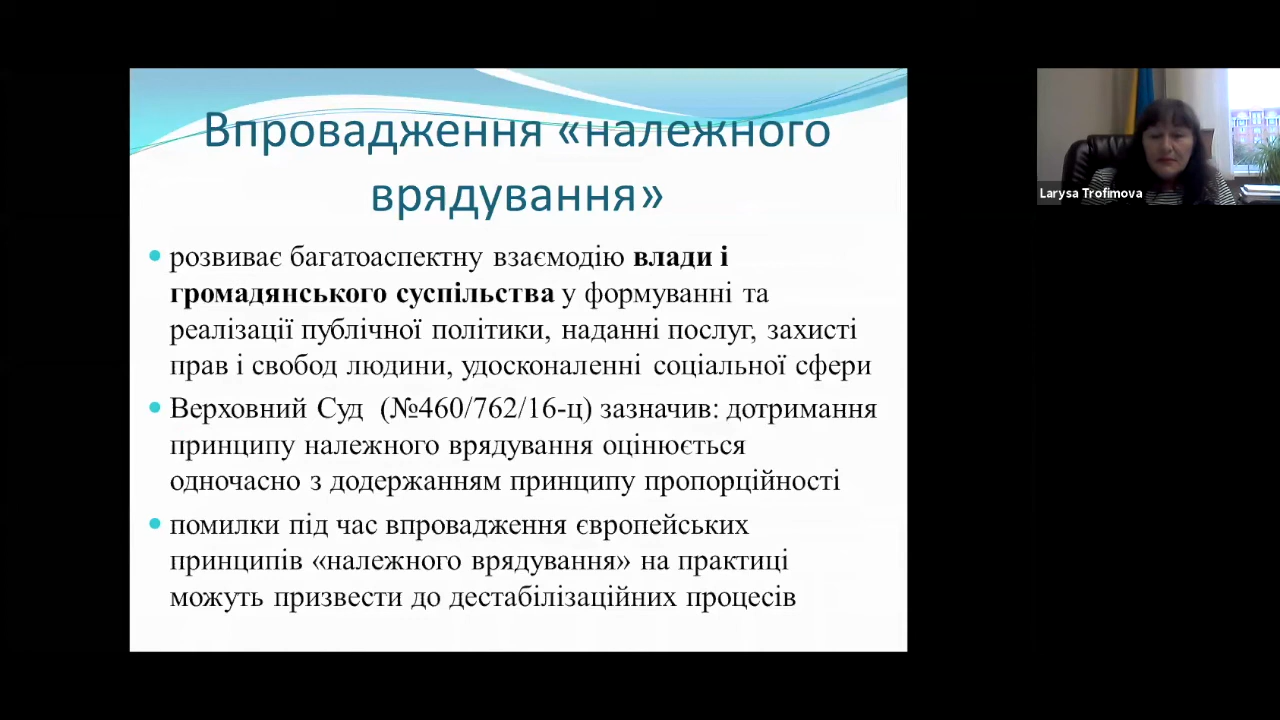 Впровадження «належного
врядування»
розвиває багатоаспектну взаємодію влади і
громадянського суспільства у формуванні та
реалізації публічної політики, наданні послуг, захисті
прав і свобод людини, удосконаленні соціальної сфери
Верховний Суд (№460/762/16-ц) зазначив: дотримання
принципу належного врядування оцінюється
одночасно з додержанням принципу пропорційності
помилки під час впровадження європейських
принципів «належного врядування» на практиці
можуть призвести до дестабілізаційних процесів
Larysa Trofimova